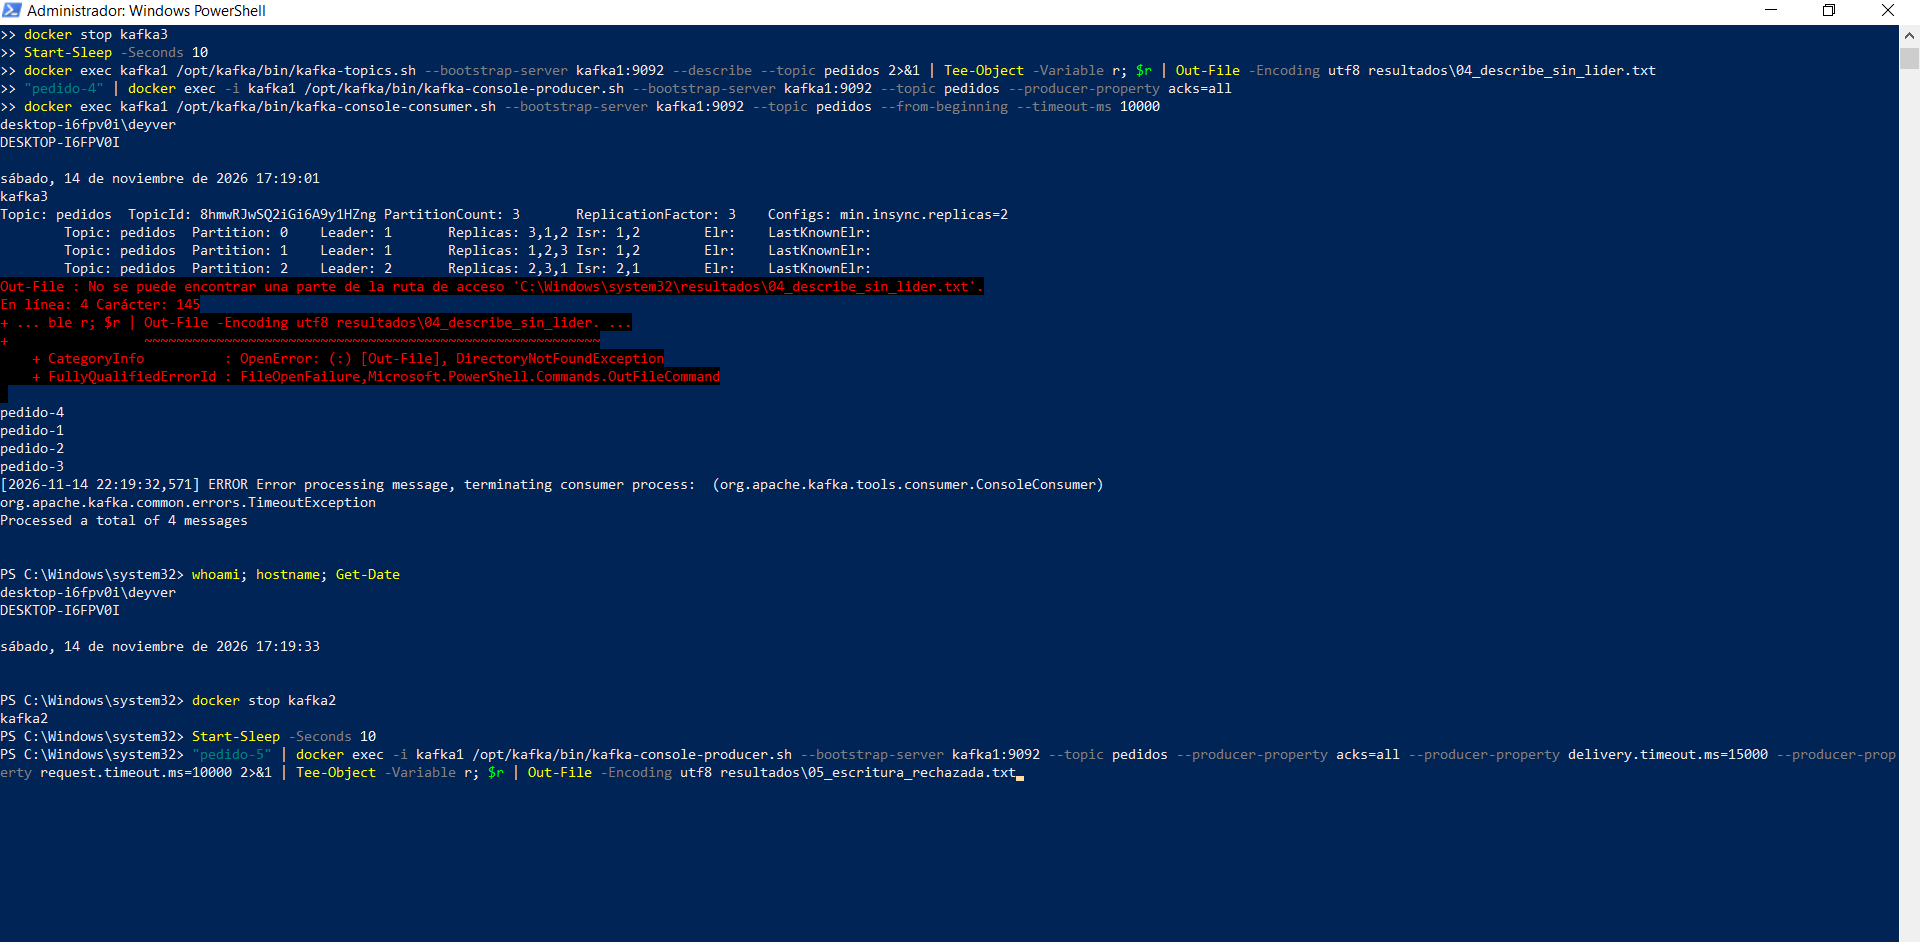 Administrador: Windows PowerShell
>> docker stop kafka3
>> Start-Sleep -Seconds 10
>> docker exec kafka1 /opt/kafka/bin/kafka-topics.sh --bootstrap-server kafka1:9092 --describe --topic pedidos 2>&1 | Tee-Object -Variable r; $r | Out-File -Encoding utf8 resultados\04_describe_sin_lider.txt
>> "pedido-4" | docker exec -i kafka1 /opt/kafka/bin/kafka-console-producer.sh --bootstrap-server kafka1:9092 --topic pedidos --producer-property acks=all
>> docker exec kafka1 /opt/kafka/bin/kafka-console-consumer.sh --bootstrap-server kafka1:9092 --topic pedidos --from-beginning --timeout-ms 10000
desktop-i6fpv0i\deyver
DESKTOP-I6FPV0I
sábado, 14 de noviembre de 2026 17:19:01
kafka3
Topic: pedidos  TopicId: 8hmwRJwSQ2iGi6A9y1HZng PartitionCount: 3       ReplicationFactor: 3    Configs: min.insync.replicas=2
        Topic: pedidos  Partition: 0    Leader: 1       Replicas: 3,1,2 Isr: 1,2        Elr:    LastKnownElr:
        Topic: pedidos  Partition: 1    Leader: 1       Replicas: 1,2,3 Isr: 1,2        Elr:    LastKnownElr:
        Topic: pedidos  Partition: 2    Leader: 2       Replicas: 2,3,1 Isr: 2,1        Elr:    LastKnownElr:
Out-File : No se puede encontrar una parte de la ruta de acceso 'C:\Windows\system32\resultados\04_describe_sin_lider.txt'.
En línea: 4 Carácter: 145
+ ... ble r; $r | Out-File -Encoding utf8 resultados\04_describe_sin_lider. ...
+                 ~~~~~~~~~~~~~~~~~~~~~~~~~~~~~~~~~~~~~~~~~~~~~~~~~~~~~~~~~
    + CategoryInfo          : OpenError: (:) [Out-File], DirectoryNotFoundException
    + FullyQualifiedErrorId : FileOpenFailure,Microsoft.PowerShell.Commands.OutFileCommand
pedido-4
pedido-1
pedido-2
pedido-3
[2026-11-14 22:19:32,571] ERROR Error processing message, terminating consumer process:  (org.apache.kafka.tools.consumer.ConsoleConsumer)
org.apache.kafka.common.errors.TimeoutException
Processed a total of 4 messages
PS C:\Windows\system32> whoami; hostname; Get-Date
desktop-i6fpv0i\deyver
DESKTOP-I6FPV0I
sábado, 14 de noviembre de 2026 17:19:33
PS C:\Windows\system32> docker stop kafka2
kafka2
PS C:\Windows\system32> Start-Sleep -Seconds 10
PS C:\Windows\system32> "pedido-5" | docker exec -i kafka1 /opt/kafka/bin/kafka-console-producer.sh --bootstrap-server kafka1:9092 --topic pedidos --producer-property acks=all --producer-property delivery.timeout.ms=15000 --producer-prop
erty request.timeout.ms=10000 2>&1 | Tee-Object -Variable r; $r | Out-File -Encoding utf8 resultados\05_escritura_rechazada.txt